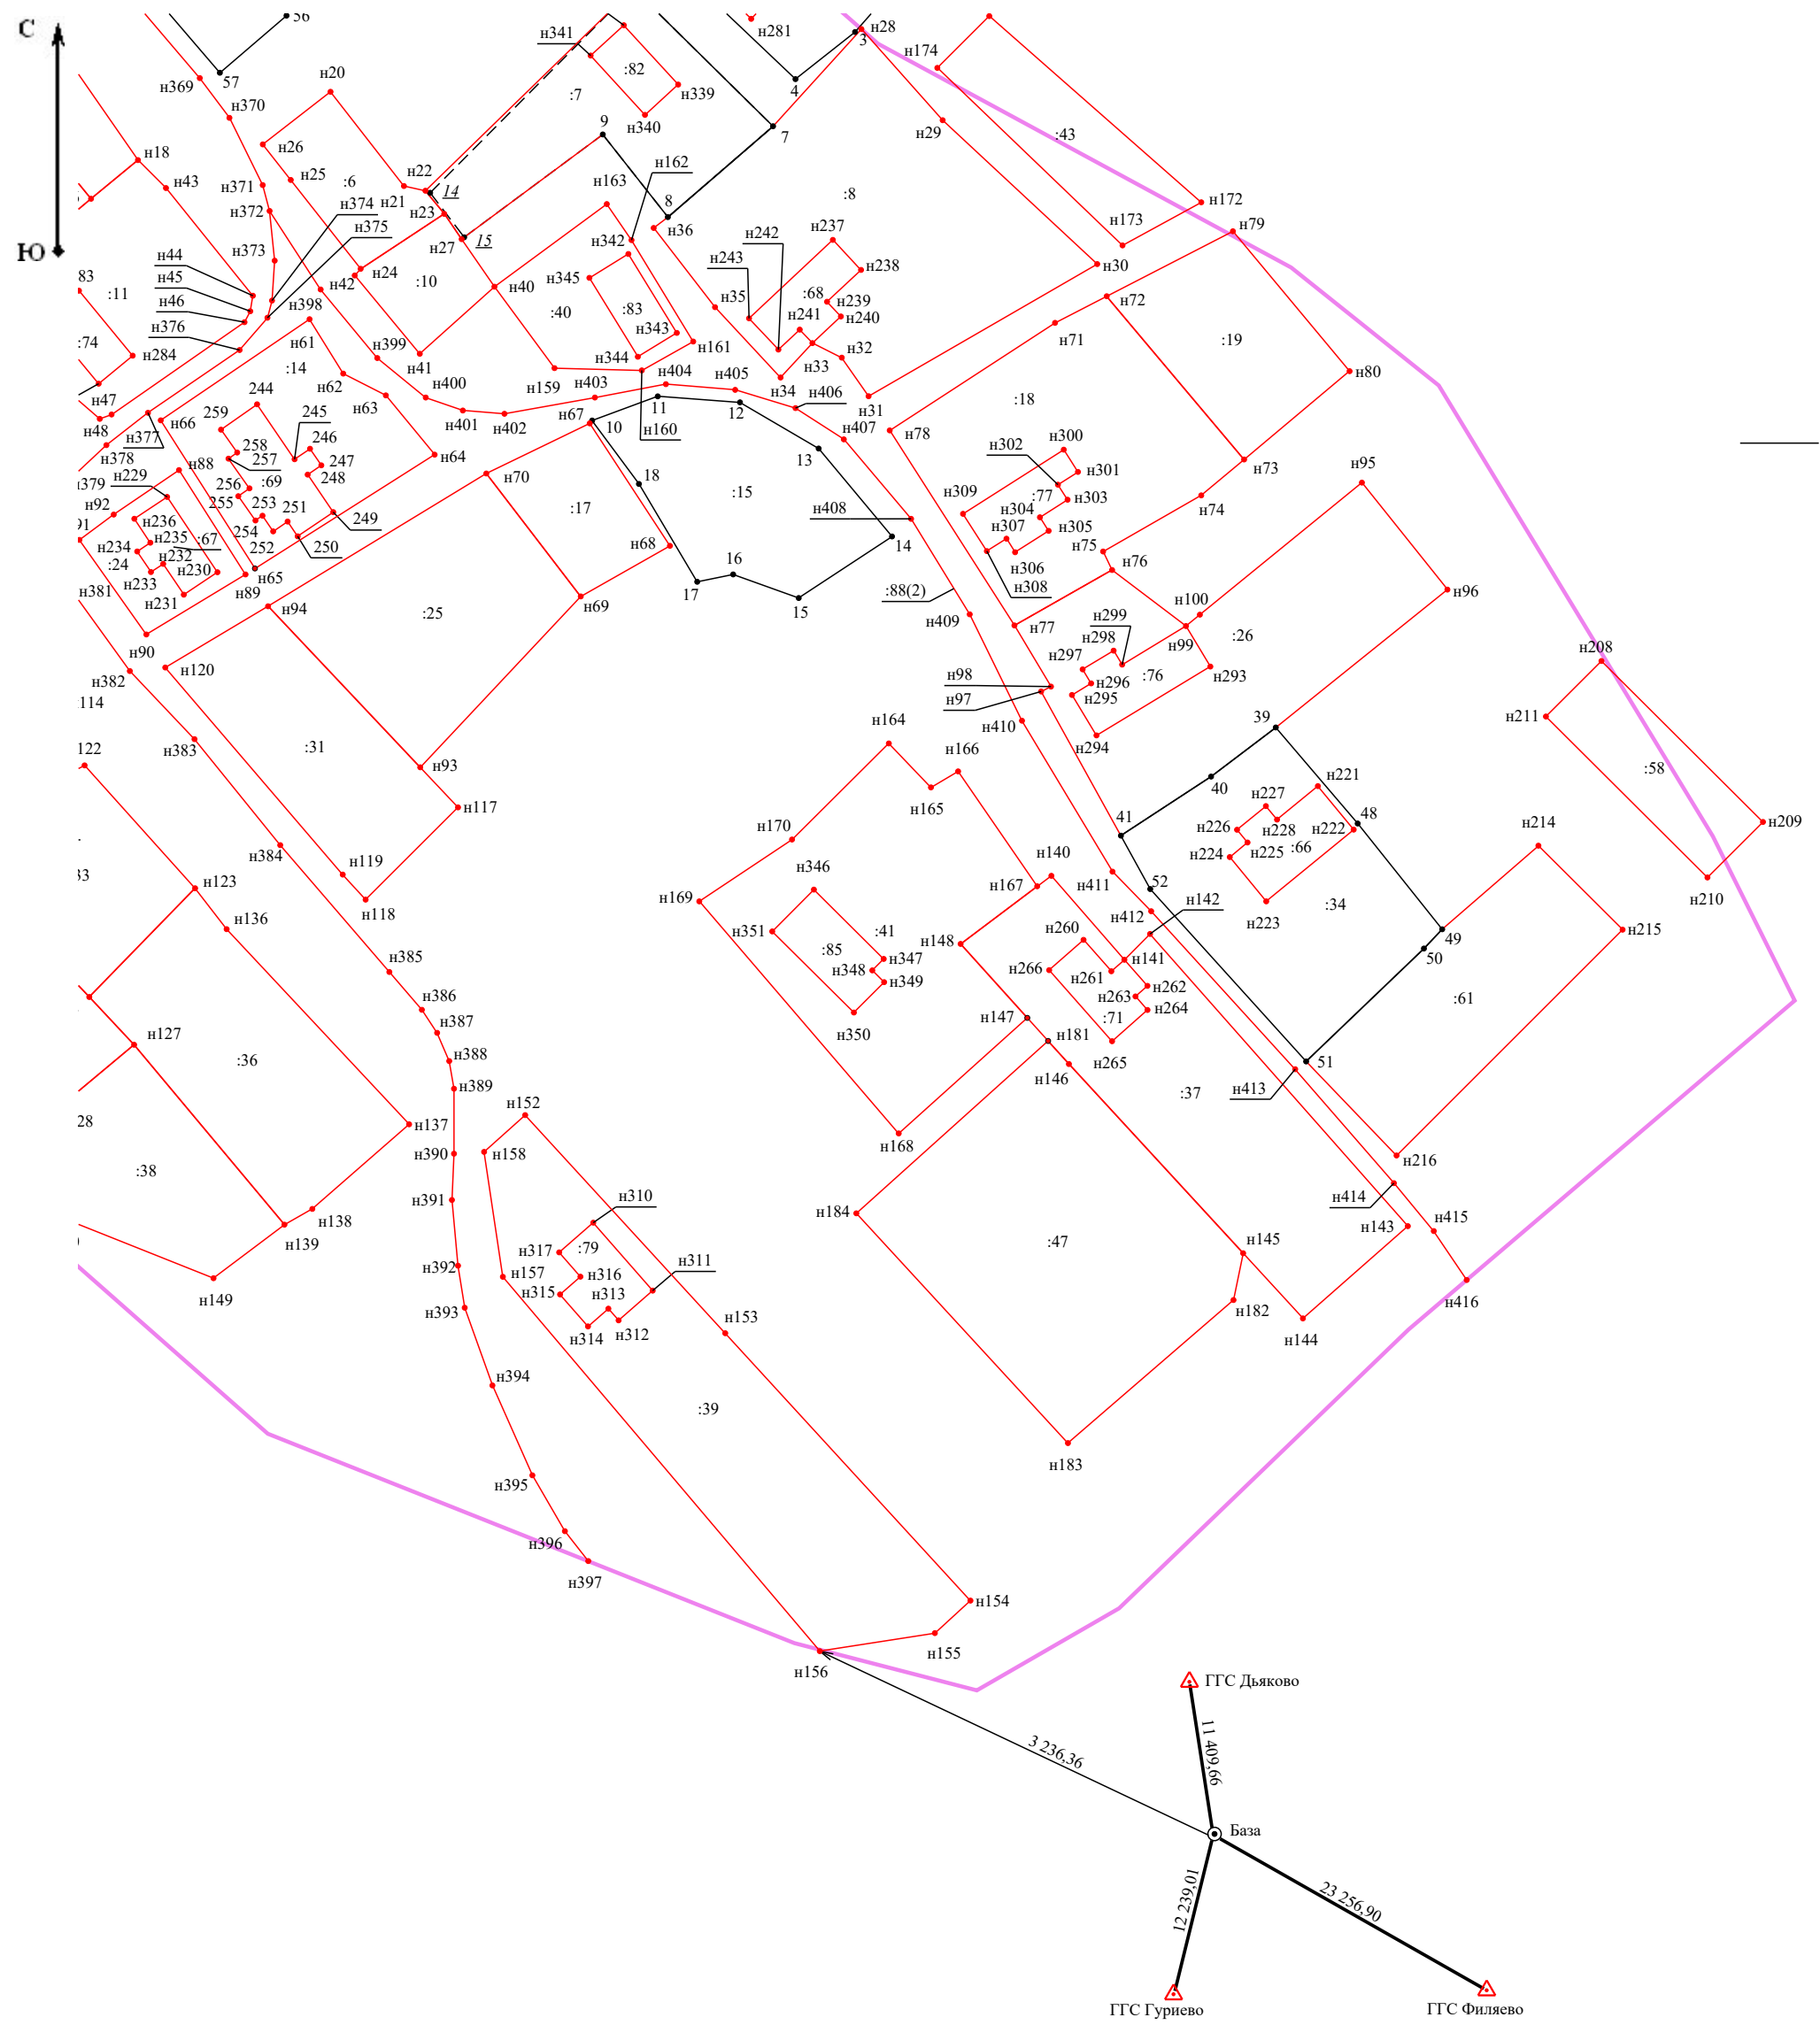 С
Ю
56
57
н369
н20
н370
н18
н26
н25
н43
:6
н371
н372
н374
н375
н373
н44
н45
н46
н398
н376
83
:11
:74
н284
н47
н48
н377
н378
н66
н61
:14
н62
н63
н64
244
245
246
247
248
249
250
251
252
253
254
255
256
257
258
259
:69
н88
н229
н92
н236
н235
:67
н234
н232
:24
н233
н230
н231
н65
н89
н381
н90
н382
:114
н341
:82
:7
н339
н340
9
н22
14
н21
н23
н27
15
н24
н42
:10
н40
н41
н399
н400
н401
н402
н163
н162
н342
н345
:83
:40
н343
н344
н161
н159
н403
н404
н405
н406
н407
н160
н281
3
н28
4
7
8
:8
н36
н29
н30
н174
:43
н172
н173
н79
н237
н242
н243
н238
:68
н239
н240
н241
н35
н32
н33
н34
н31
н72
н71
:19
н80
:18
н78
н73
н74
н75
н76
н77
н300
н302
н301
н303
:77
н304
н305
н309
н307
н306
н308
н67
10
11
12
13
14
15
16
17
18
:15
:17
н70
н68
н69
н408
:88(2)
н409
н94
:25
н120
:31
н93
н117
н119
н118
122
н383
н384
н123
н136
н127
:36
28
:38
н137
н138
н139
н149
н385
н386
н387
н388
н389
н390
н391
н392
н393
н394
н395
н396
н397
н95
н96
н100
н99
:26
н299
н298
н297
н296
н295
:76
н293
н294
н98
н97
н410
39
40
41
н221
48
н227
н226
н228
н222
н225
:66
н224
н223
:34
52
49
50
51
н208
н211
:58
н209
н210
н214
н215
:61
н216
н164
н166
н165
н170
н169
н346
н351
:41
:85
н347
н348
н349
н350
н167
н140
н411
н412
н142
н148
н260
н266
н261
н141
н262
н263
н264
:71
н265
н147
н181
н146
н168
:37
н413
н184
:47
н145
н182
н144
н143
н414
н415
н416
н183
н152
н158
н310
н317
:79
н316
н311
н157
н315
н313
н314
н312
н153
:39
н154
н155
н156
ГГС Дьяково
11 409,66
3 236,36
База
12 239,01
23 256,90
ГГС Гуриево
ГГС Филяево